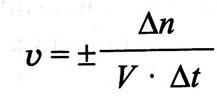 υ = ± Δn / V · Δt